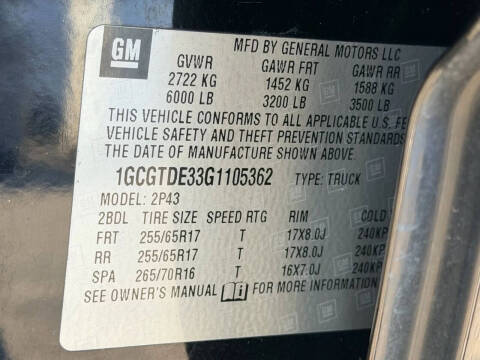 GM
MFD BY GENERAL MOTORS LLC
GVWR GAWR FRT GAWR RR
2722 KG 1452 KG 1588 KG
6000 LB 3200 LB 3500 LB
THIS VEHICLE CONFORMS TO ALL APPLICABLE U.S. FE
VEHICLE SAFETY AND THEFT PREVENTION STANDARDS
THE DATE OF MANUFACTURE SHOWN ABOVE.
1GCGTDE33G1105362 TYPE: TRUCK
MODEL: 2P43
2BDL TIRE SIZE SPEED RTG RIM COLD
FRT 255/65R17 T 17X8.0J 240KP
RR 255/65R17 T 17X8.0J 240KP
SPA 265/70R16 T 16X7.0J 240KP
SEE OWNER'S MANUAL FOR MORE INFORMATION